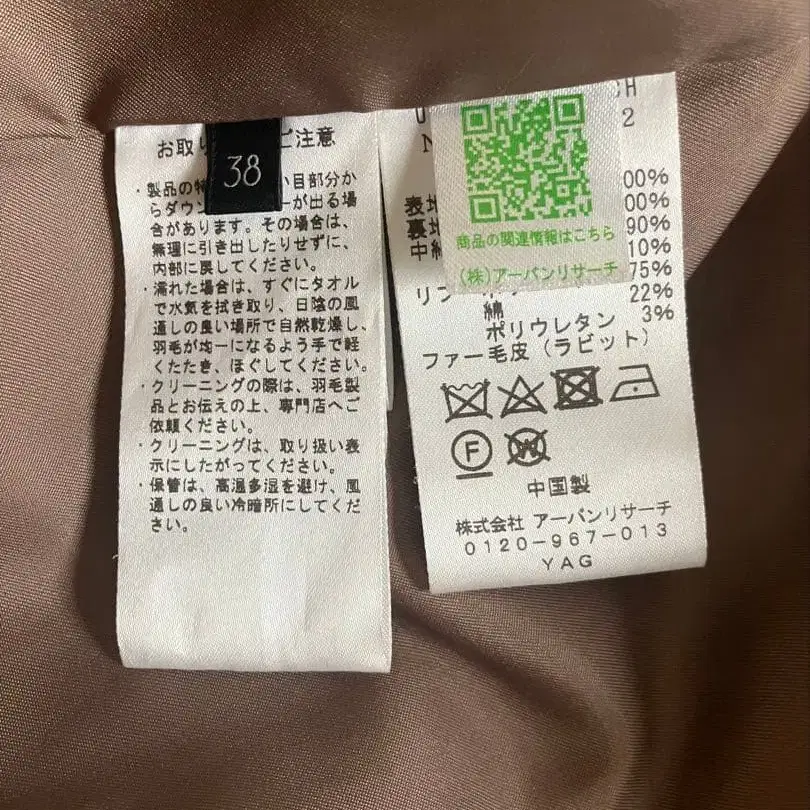 お取り ご注意
38
・製品の特 い目部分か
らダウン ーが出る場
合があります。その場合は、
無理に引き出したりせずに、
内部に戻してください。
・濡れた場合は、すぐにタオル
で水気を拭き取り、日陰の風
通しの良い場所で自然乾燥し、
羽毛が均一になるよう手で軽
くたたき、ほぐしてください。
・クリーニングの際は、羽毛製
品とお伝えの上、専門店へご
依頼ください。
・クリーニングは、取り扱い表
示にしたがってください。
・保管は、高温多湿を避け、風
通しの良い冷暗所にしてくだ
さい。
商品の関連情報はこちら
(株)アーバンリサーチ
H
2
00%
表地 00%
裏地 90%
中綿 10%
75%
綿 22%
ポリウレタン 3%
ファー毛皮(ラビット)
F
W
中国製
株式会社 アーバンリサーチ
0120-967-013
YAG